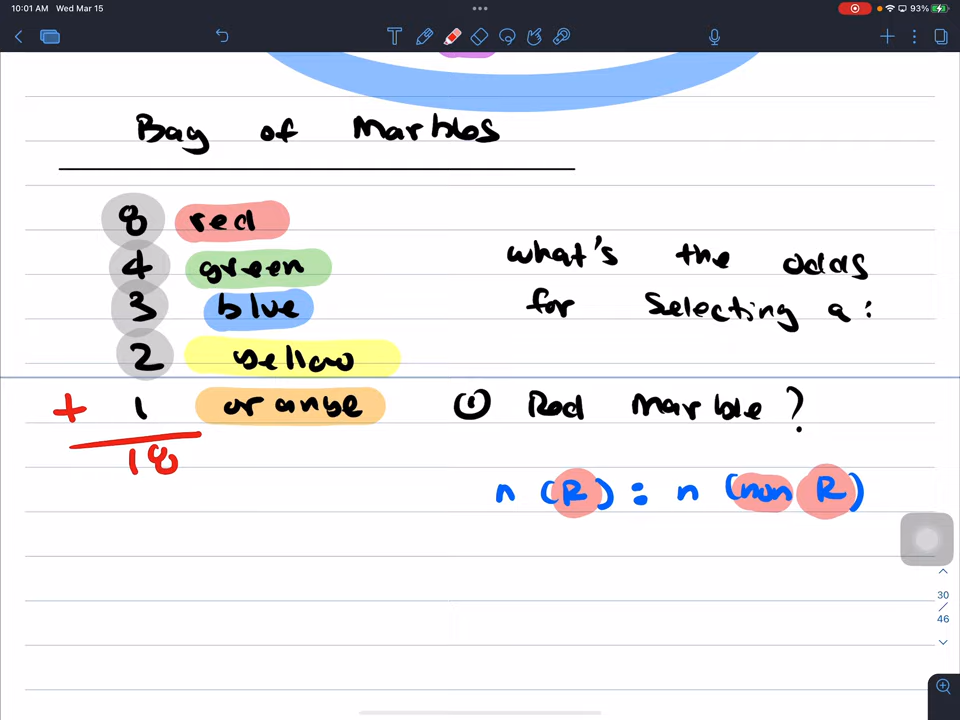 10:01 AM Wed Mar 15
93%
T
Bag of Marbles
8 red
4 green
3 blue
2 yellow
+ 1 orange
18
what's the odds
for selecting a:
① Red Marble?
n (R) : n (non R)
30
/
46